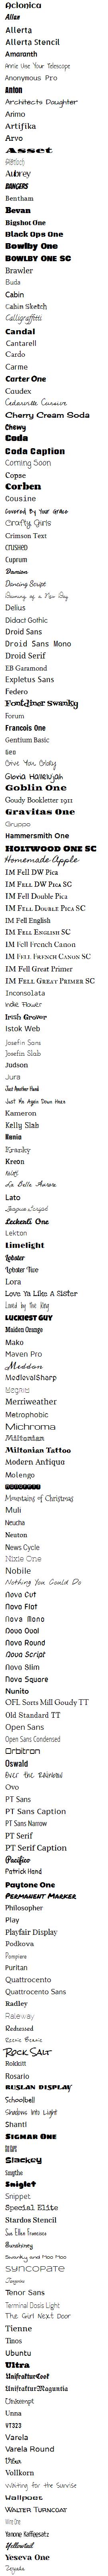 Aclonica
Allan
Allerta
Allerta Stencil
Amaranth
Annie Use Your Telescope
Anonymous Pro
Anton
Architects Daughter
Arimo
Artifika
Arvo
Asset
Astloch
Aubrey
Bangers
Bentham
Bevan
Bigshot One
Black Ops One
Bowlby One
Bowlby One SC
Brawler
Buda
Cabin
Cabin Sketch
Calligraffitti
Candal
Cantarell
Cardo
Carme
Carter One
Caudex
Cedarville Cursive
Cherry Cream Soda
Chewy
Coda
Coda Caption
Coming Soon
Copse
Corben
Cousine
Covered By Your Grace
Crafty Girls
Crimson Text
Crushed
Cuprum
Damion
Dancing Script
Dawning of a New Day
Delius
Didact Gothic
Droid Sans
Droid Sans Mono
Droid Serif
EB Garamond
Expletus Sans
Federo
Fontdiner Swanky
Forum
Francois One
Gentium Basic
Geo
Give You Glory
Gloria Hallelujah
Goblin One
Goudy Bookletter 1911
Gravitas One
Gruppo
Hammersmith One
Holtwood One SC
Homemade Apple
IM Fell DW Pica
IM Fell DW Pica SC
IM Fell Double Pica
IM Fell Double Pica SC
IM Fell English
IM Fell English SC
IM Fell French Canon
IM Fell French Canon SC
IM Fell Great Primer
IM Fell Great Primer SC
Inconsolata
Indie Flower
Irish Grover
Istok Web
Josefin Sans
Josefin Slab
Judson
Jura
Just Another Hand
Just Me Again Down Here
Kameron
Kelly Slab
Kenia
Kranky
Kreon
Kristi
La Belle Aurore
Lato
League Script
Leckerli One
Lekton
Limelight
Lobster
Lobster Two
Lora
Love Ya Like A Sister
Loved by the King
Luckiest Guy
Maiden Orange
Mako
Maven Pro
Meddon
MedievalSharp
Megrim
Merriweather
Metrophobic
Michroma
Miltonian
Miltonian Tattoo
Modern Antiqua
Molengo
Monofett
Mountains of Christmas
Muli
Neucha
Neuton
News Cycle
Nixie One
Nobile
Nothing You Could Do
Nova Cut
Nova Flat
Nova Mono
Nova Oval
Nova Round
Nova Script
Nova Slim
Nova Square
Nunito
OFL Sorts Mill Goudy TT
Old Standard TT
Open Sans
Open Sans Condensed
Orbitron
Oswald
Over the Rainbow
Ovo
PT Sans
PT Sans Caption
PT Sans Narrow
PT Serif
PT Serif Caption
Pacifico
Patrick Hand
Paytone One
Permanent Marker
Philosopher
Play
Playfair Display
Podkova
Pompiere
Puritan
Quattrocento
Quattrocento Sans
Radley
Raleway
Redressed
Reenie Beanie
Rock Salt
Rokkitt
Rosario
Ruslan Display
Schoolbell
Shadows Into Light
Shanti
Sigmar One
Six Caps
Slackey
Smythe
Sniglet
Snippet
Special Elite
Stardos Stencil
Sue Ellen Francisco
Sunshiney
Swanky and Moo Moo
Syncopate
Tangerine
Tenor Sans
Terminal Dosis Light
The Girl Next Door
Tienne
Tinos
Ubuntu
Ultra
UnifrakturCook
UnifrakturMaguntia
Unkempt
Unna
VT323
Varela
Varela Round
Vibur
Vollkorn
Waiting for the Sunrise
Wallpoet
Walter Turncoat
Wire One
Yanone Kaffeesatz
Yellowtail
Yeseva One
Zeyada